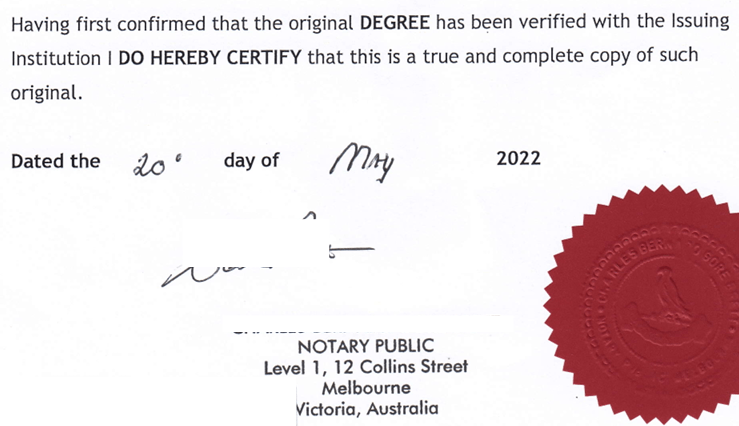 Having first confirmed that the original DEGREE has been verified with the Issuing
Institution I DO HEREBY CERTIFY that this is a true and complete copy of such
original.
Dated the 20° day of May 2022
NOTARY PUBLIC
Level 1, 12 Collins Street
Melbourne
Victoria, Australia